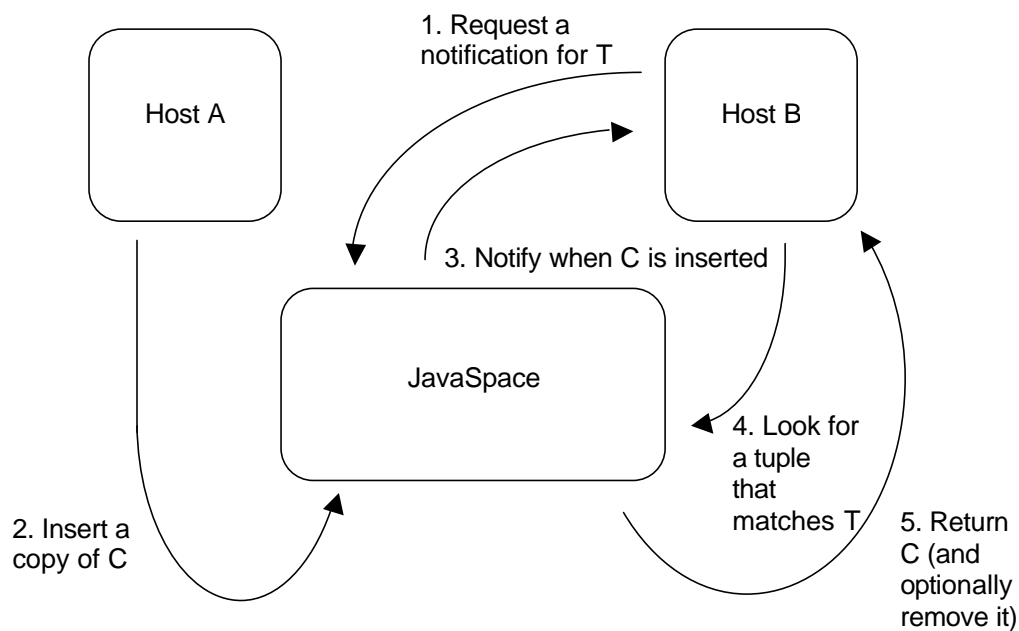 1. Request a
notification for T
Host A
Host B
3. Notify when C is inserted
JavaSpace
4. Look for
a tuple
that
matches T
2. Insert a
copy of C
5. Return
C (and
optionally
remove it)